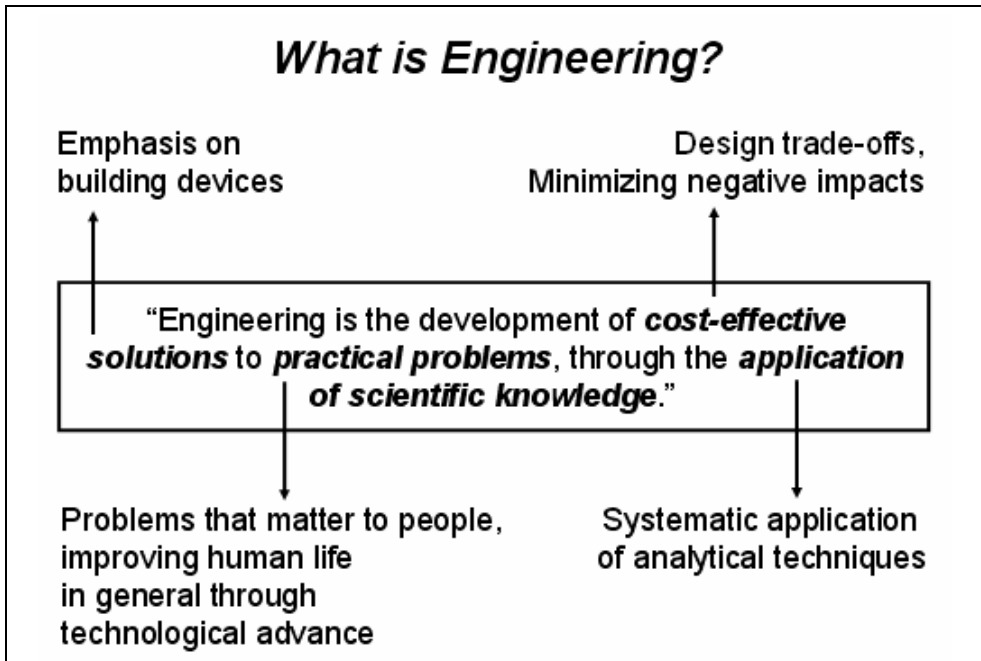 What is Engineering?
Emphasis on
building devices
Design trade-offs,
Minimizing negative impacts
“Engineering is the development of cost-effective
solutions to practical problems, through the application
of scientific knowledge.”
Problems that matter to people,
improving human life
in general through
technological advance
Systematic application
of analytical techniques